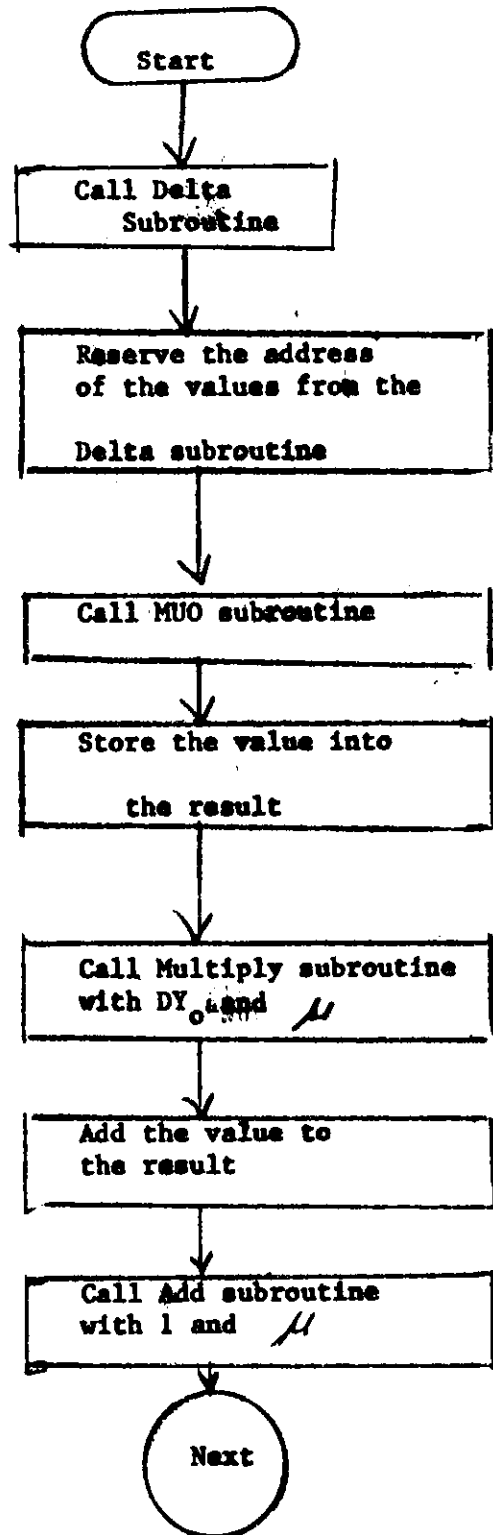 Start
Call Delta
Subroutine
Reserve the address
of the values from the
Delta subroutine
Call MUO subroutine
Store the value into
the result
Call Multiply subroutine
with DY₀ and μ
Add the value to
the result
Call Add subroutine
with 1 and μ
Next